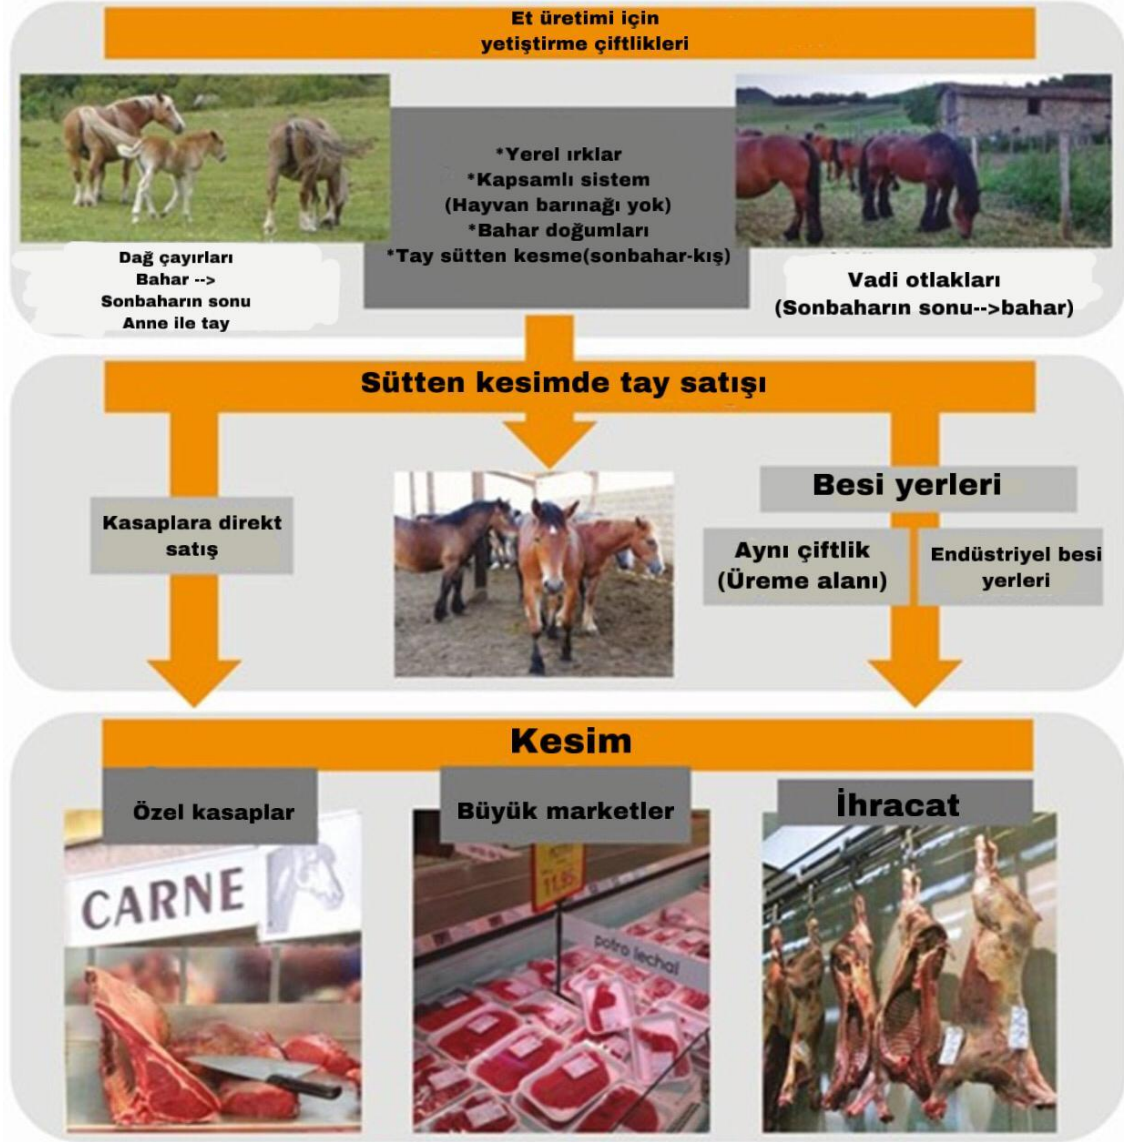 Et üretimi için
yetiştirme çiftlikleri
*Yerel ırklar
*Kapsamlı sistem
(Hayvan barınağı yok)
*Bahar doğumları
*Tay sütten kesme(sonbahar-kış)
Dağ çayırları
Bahar -->
Sonbaharın sonu
Anne ile tay
Vadi otlakları
(Sonbaharın sonu-->bahar)
Sütten kesimde tay satışı
Kasaplara direkt
satış
Besi yerleri
Aynı çiftlik
(Üreme alanı)
Endüstriyel besi
yerleri
Kesim
Özel kasaplar
Büyük marketler
İhracat
CARNE
11,95
potro lechal